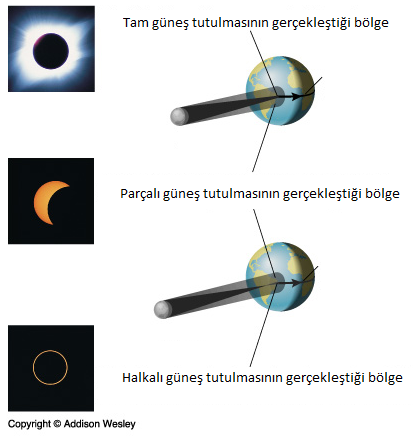 Tam güneş tutulmasının gerçekleştiği bölge
Parçalı güneş tutulmasının gerçekleştiği bölge
Halkalı güneş tutulmasının gerçekleştiği bölge
Copyright © Addison Wesley